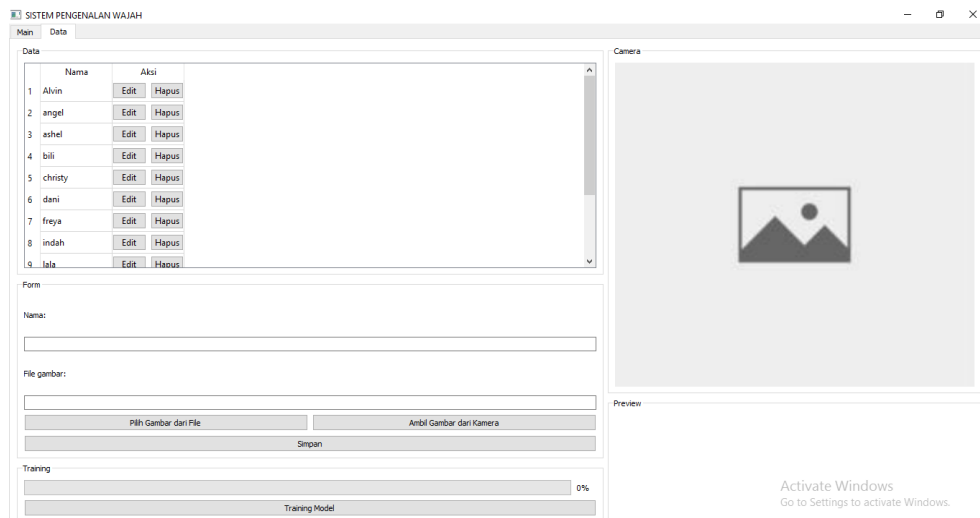 SISTEM PENGENALAN WAJAH
Main Data
Data
Nama Aksi
1 Alvin Edit Hapus
2 angel Edit Hapus
3 ashel Edit Hapus
4 bili Edit Hapus
5 christy Edit Hapus
6 dani Edit Hapus
7 freya Edit Hapus
8 indah Edit Hapus
9 lala Edit Hapus
Form
Nama:
File gambar:
Pilih Gambar dari File Ambil Gambar dari Kamera
Simpan
Training
0%
Training Model
Camera
Preview
Activate Windows
Go to Settings to activate Windows.